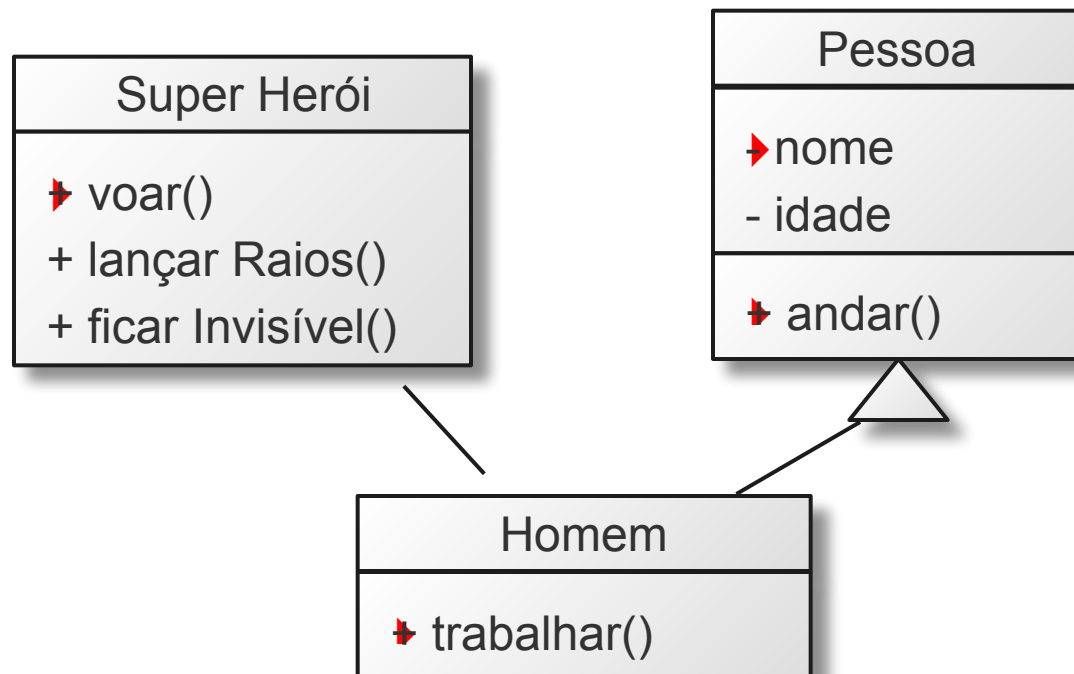 Super Herói
+ voar()
+ lançar Raios()
+ ficar Invisível()
Pessoa
- nome
- idade
+ andar()
Homem
+ trabalhar()